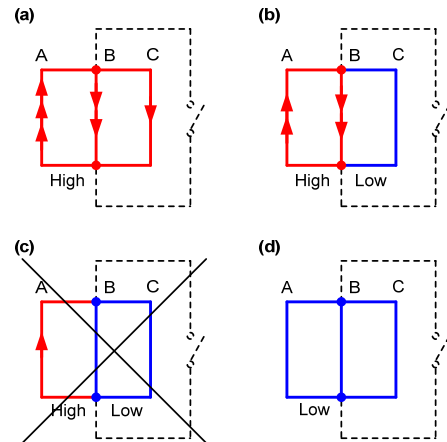 (a)
A B C
High
(b)
A B C
High Low
(c)
A B C
High Low
(d)
A B C
Low